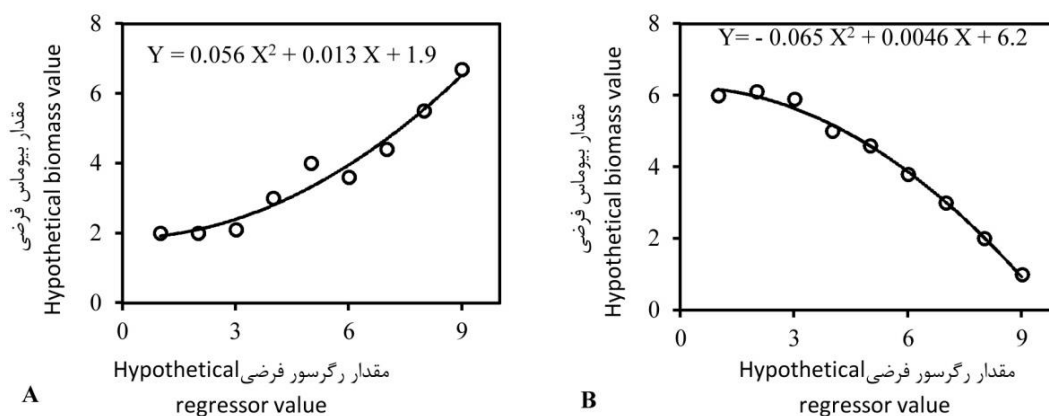 Y = 0.056 X² + 0.013 X + 1.9
مقدار بیوماس فرضی
Hypothetical biomass value
8
6
4
2
0
0 3 6 9
Hypothetical مقدار رگرسور فرضی
regressor value
A
Y= - 0.065 X² + 0.0046 X + 6.2
مقدار بیوماس فرضی
Hypothetical biomass value
8
6
4
2
0
0 3 6 9
Hypothetical مقدار رگرسور فرضی
regressor value
B